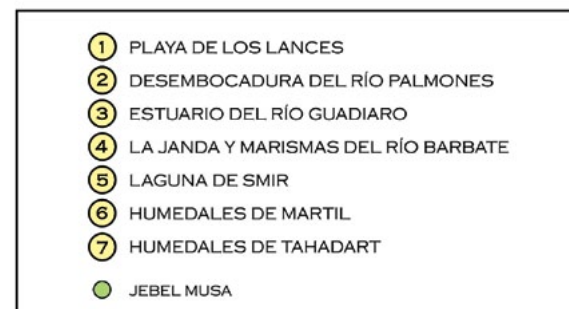 1 PLAYA DE LOS LANCES
2 DESEMBOCADURA DEL RÍO PALMONES
3 ESTUARIO DEL RÍO GUADIARO
4 LA JANDA Y MARISMAS DEL RÍO BARBATE
5 LAGUNA DE SMIR
6 HUMEDALES DE MARTIL
7 HUMEDALES DE TAHADART
JEBEL MUSA